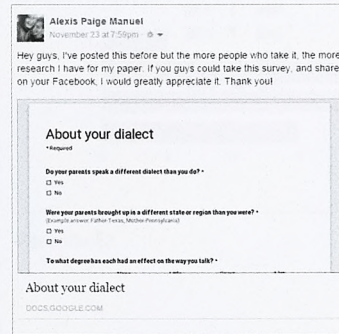 Alexis Paige Manuel
November 23 at 7:59pm ·
Hey guys, I've posted this before but the more people who take it, the more
research I have for my paper. If you guys could take this survey, and share
on your Facebook, I would greatly appreciate it. Thank you!
About your dialect
* Required
Do your parents speak a different dialect than you do? *
Yes
No
Were your parents brought up in a different state or region than you were? *
(Example answer: Father-Texas, Mother-Pennsylvania)
Yes
No
To what degree has each had an effect on the way you talk? *
About your dialect
DOCS.GOOGLE.COM